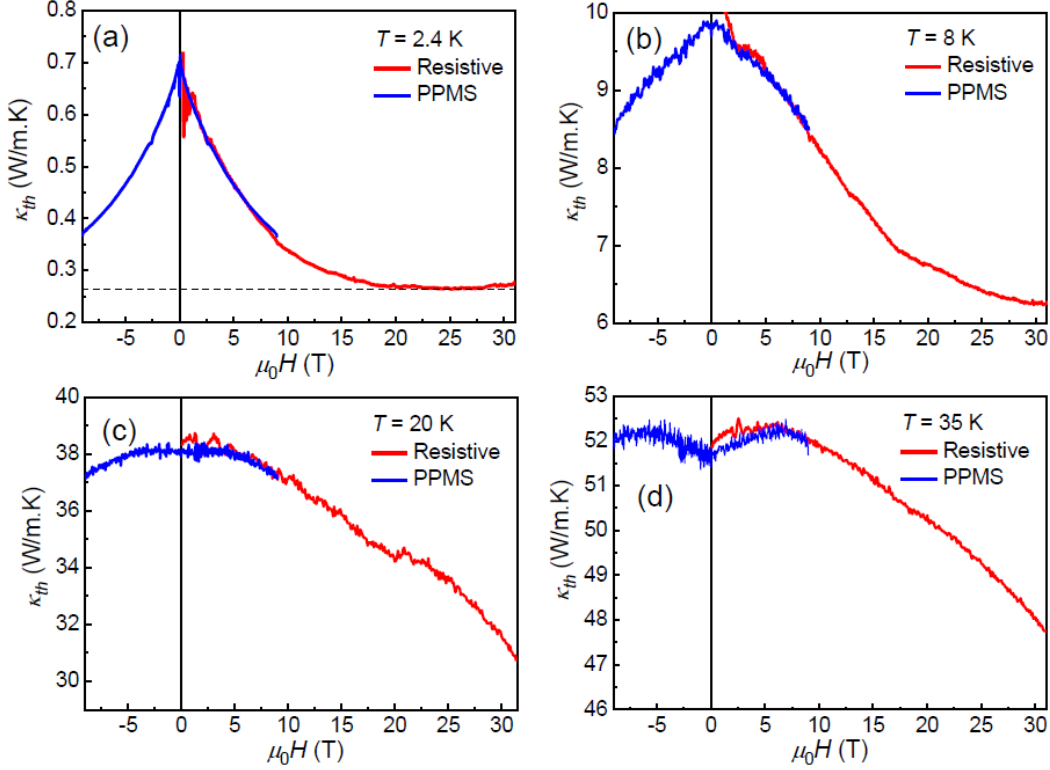 (a)
T = 2.4 K
Resistive
PPMS
κth (W/m.K)
0.8
0.7
0.6
0.5
0.4
0.3
0.2
-5 0 5 10 15 20 25 30
μ0H (T)
(b)
T = 8 K
Resistive
PPMS
κth (W/m.K)
10
9
8
7
6
-5 0 5 10 15 20 25 30
μ0H (T)
(c)
T = 20 K
Resistive
PPMS
κth (W/m.K)
40
38
36
34
32
30
-5 0 5 10 15 20 25 30
μ0H (T)
T = 35 K
Resistive
PPMS
(d)
κth (W/m.K)
53
52
51
50
49
48
47
46
-5 0 5 10 15 20 25 30
μ0H (T)